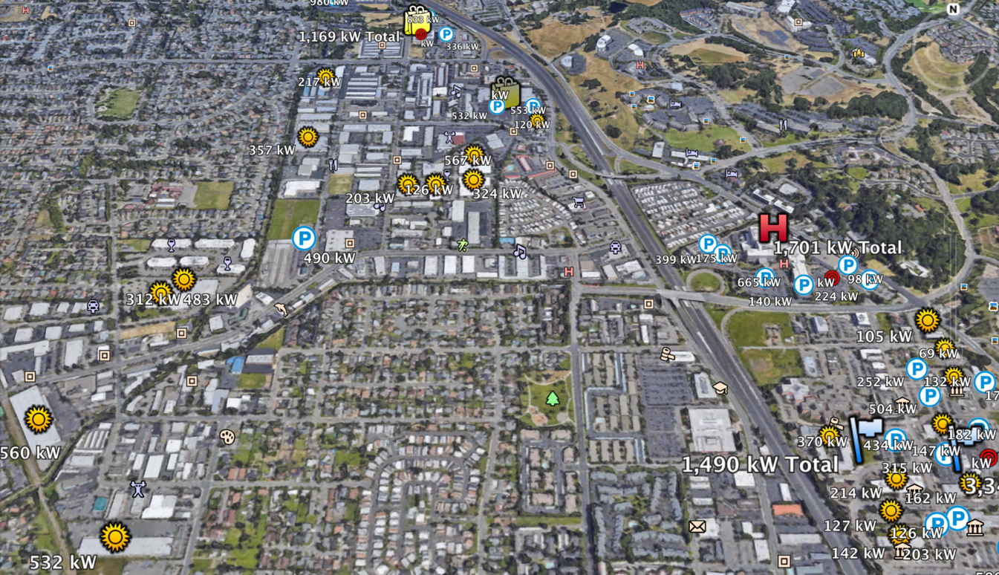 980 kW
N
833 kW
1,169 kW Total
kW
336 kW
217 kW
kW
532 kW
553 kW
120 kW
357 kW
567 kW
203 kW
126 kW
324 kW
490 kW
H
1,701 kW Total
399 kW
175 kW
665 kW
kW
98 kW
140 kW
224 kW
312 kW
483 kW
105 kW
69 kW
252 kW
132 kW
504 kW
560 kW
370 kW
434 kW
182 kW
147 kW
1,490 kW Total
315 kW
kW
214 kW
162 kW
127 kW
126 kW
142 kW
203 kW
532 kW